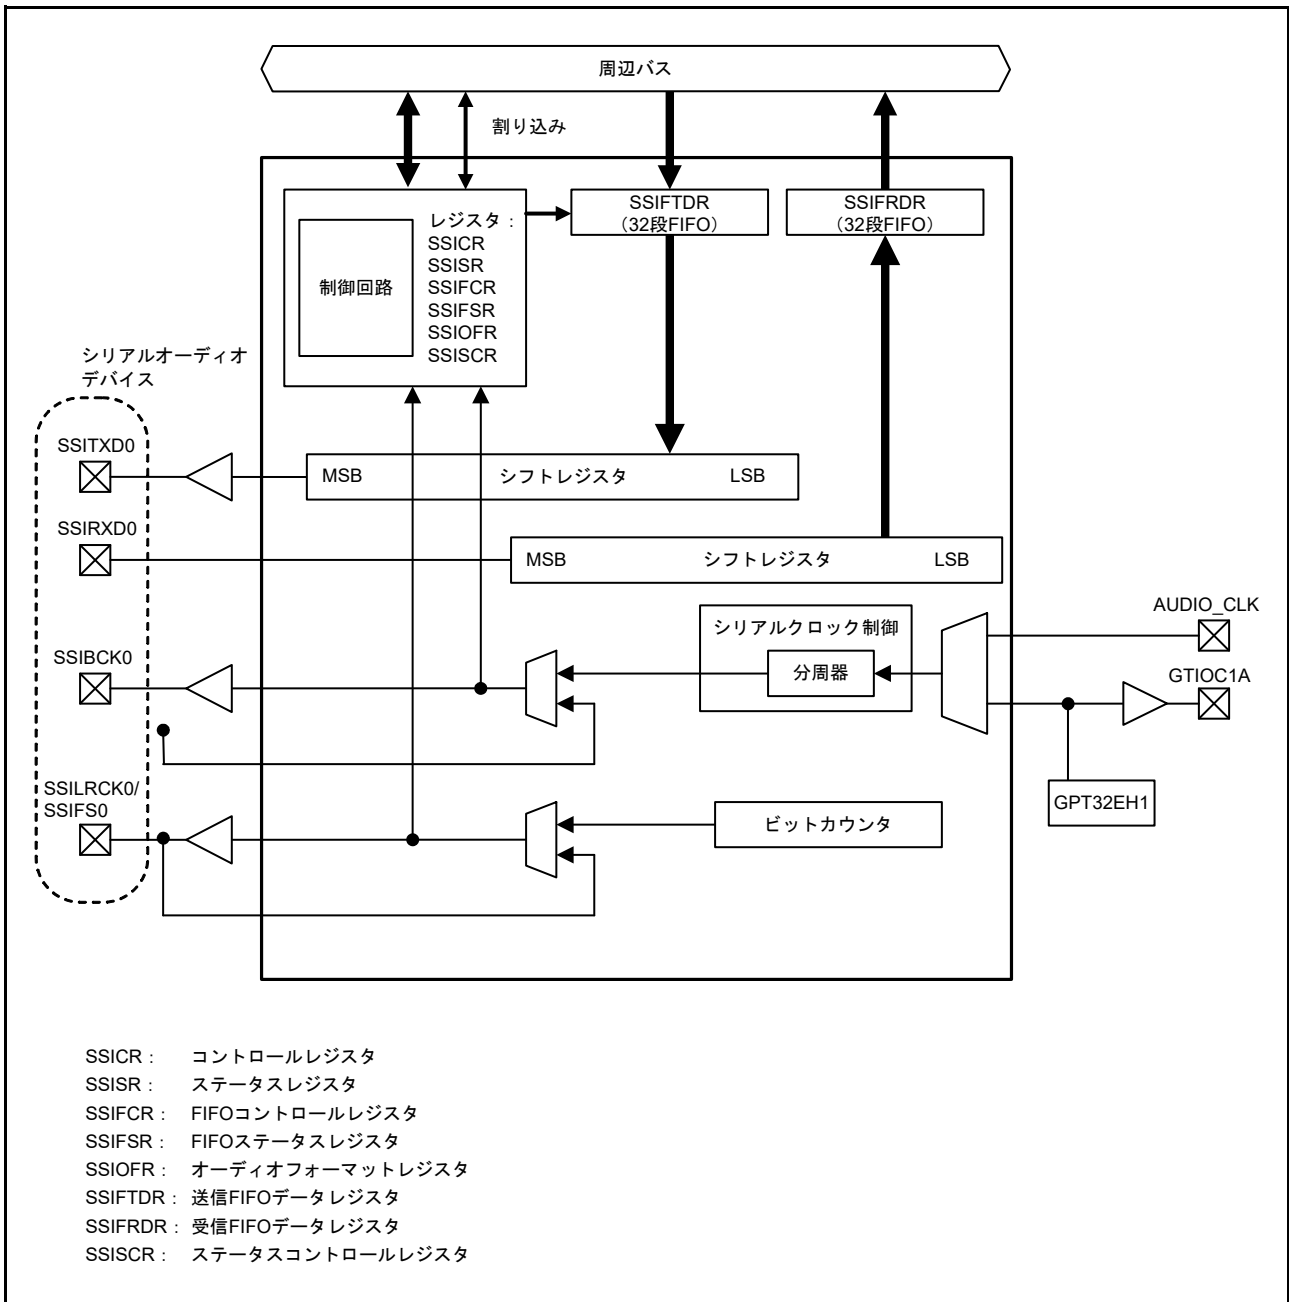 周辺バス
割り込み
レジスタ：
SSICR
SSISR
SSIFCR
SSIFSR
SSIOFR
SSISCR
制御回路
SSIFTDR
（32段FIFO）
SSIFRDR
（32段FIFO）
シリアルオーディオ
デバイス
SSITXD0
MSB シフトレジスタ LSB
SSIRXD0
MSB シフトレジスタ LSB
AUDIO_CLK
シリアルクロック制御
分周器
SSIBCK0
GTIOC1A
SSILRCK0/
SSIFS0
ビットカウンタ
GPT32EH1
SSICR： コントロールレジスタ
SSISR： ステータスレジスタ
SSIFCR： FIFOコントロールレジスタ
SSIFSR： FIFOステータスレジスタ
SSIOFR： オーディオフォーマットレジスタ
SSIFTDR： 送信FIFOデータレジスタ
SSIFRDR： 受信FIFOデータレジスタ
SSISCR： ステータスコントロールレジスタ